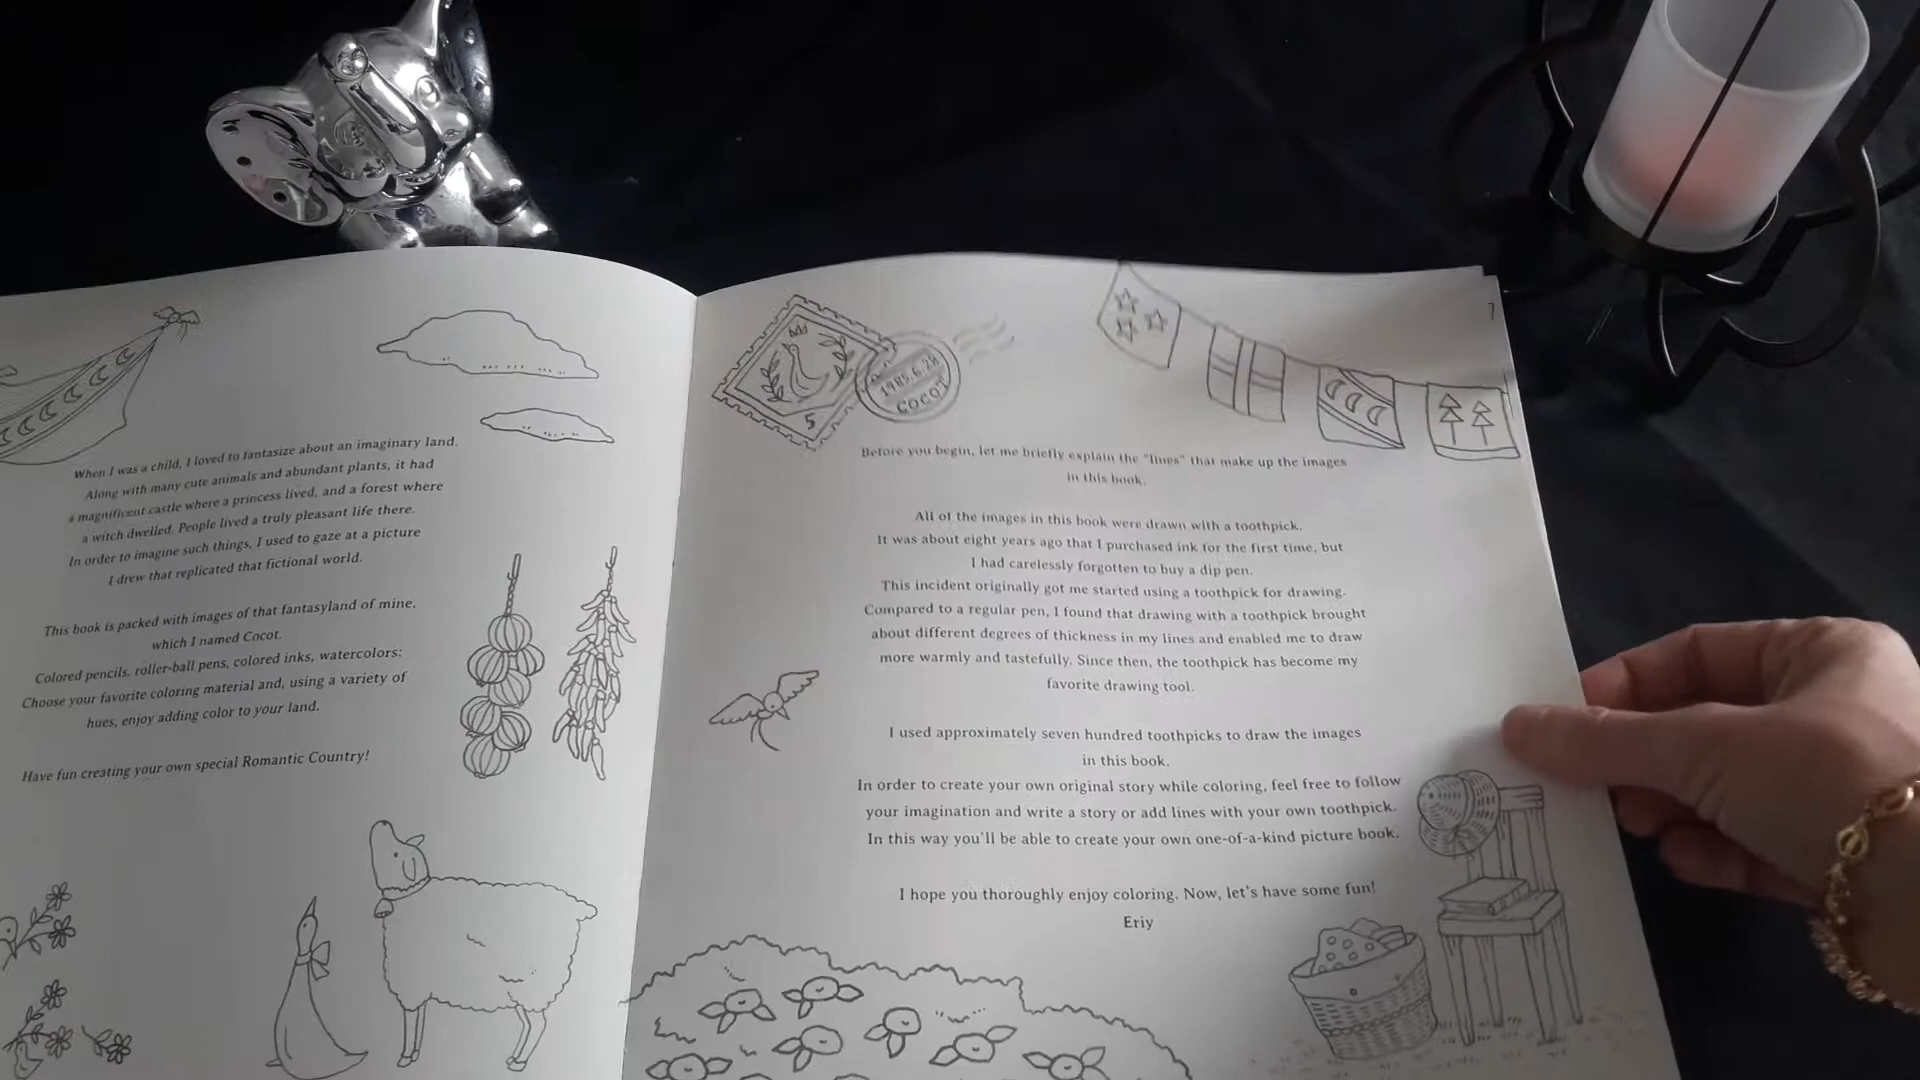 When I was a child, I loved to fantasize about an imaginary land.
Along with many cute animals and abundant plants, it had
a magnificent castle where a princess lived, and a forest where
a witch dwelled. People lived a truly pleasant life there.
In order to imagine such things, I used to gaze at a picture
I drew that replicated that fictional world.
This book is packed with images of that fantasyland of mine,
which I named Cocot.
Colored pencils, roller-ball pens, colored inks, watercolors:
Choose your favorite coloring material and, using a variety of
hues, enjoy adding color to your land.
Have fun creating your own special Romantic Country!
5
1985.6.24
COCOT
7
Before you begin, let me briefly explain the "lines" that make up the images
in this book.
All of the images in this book were drawn with a toothpick.
It was about eight years ago that I purchased ink for the first time, but
I had carelessly forgotten to buy a dip pen.
This incident originally got me started using a toothpick for drawing.
Compared to a regular pen, I found that drawing with a toothpick brought
about different degrees of thickness in my lines and enabled me to draw
more warmly and tastefully. Since then, the toothpick has become my
favorite drawing tool.
I used approximately seven hundred toothpicks to draw the images
in this book.
In order to create your own original story while coloring, feel free to follow
your imagination and write a story or add lines with your own toothpick.
In this way you'll be able to create your own one-of-a-kind picture book.
I hope you thoroughly enjoy coloring. Now, let's have some fun!
Eriy